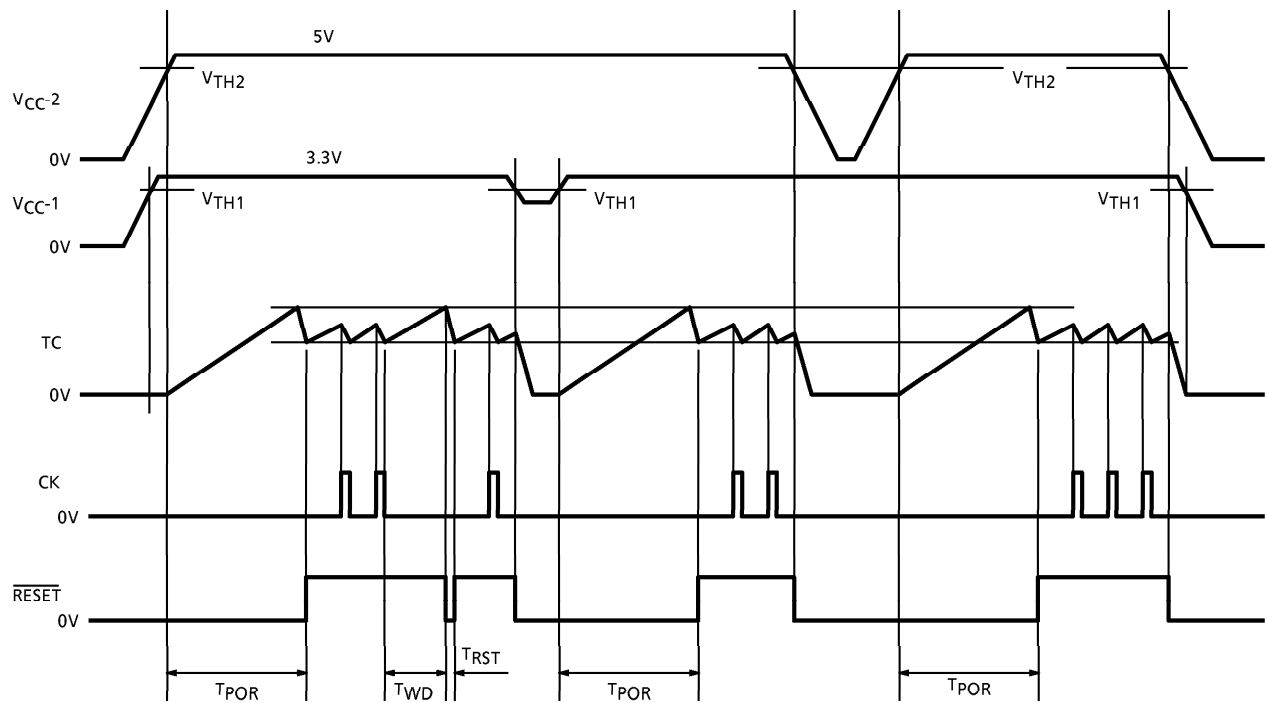 5V
VTH2
VTH2
VCC-2
0V
3.3V
VTH1
VTH1
VTH1
VCC-1
0V
TC
0V
CK
0V
RESET
0V
TRST
TPOR
TWD
TPOR
TPOR